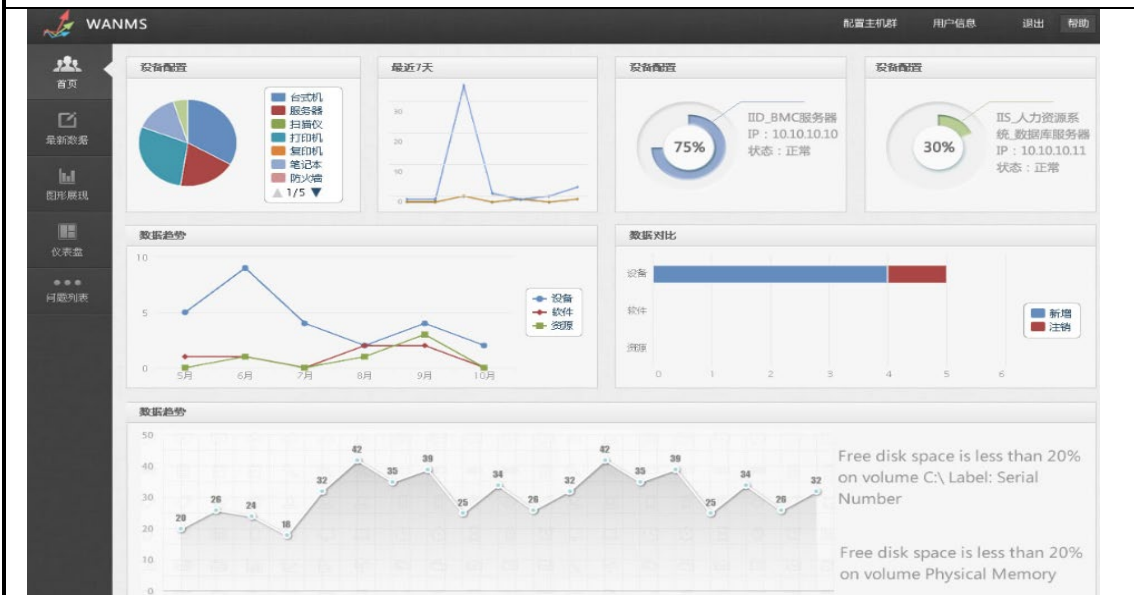 WANMS
配置主机群 用户信息 退出 帮助
首页
最新数据
图形展现
仪表盘
问题列表
设备配置
台式机
服务器
扫描仪
打印机
复印机
笔记本
防火墙
1/5
最近7天
30
20
10
0
设备配置
75%
IID_BMC服务器
IP：10.10.10.10
状态：正常
设备配置
30%
IIS_人力资源系
统_数据库服务器
IP：10.10.10.11
状态：正常
数据趋势
10
5
0
5月 6月 7月 8月 9月 10月
设备
软件
资源
数据对比
设备
软件
资源
0 1 2 3 4 5 6
新增
注销
数据趋势
50
40
30
20
10
0
20 26 24 18 32 42 35 39 25 34 26 32 42 35 39 25 34 26 32
Free disk space is less than 20%
on volume C:\ Label: Serial
Number
Free disk space is less than 20%
on volume Physical Memory